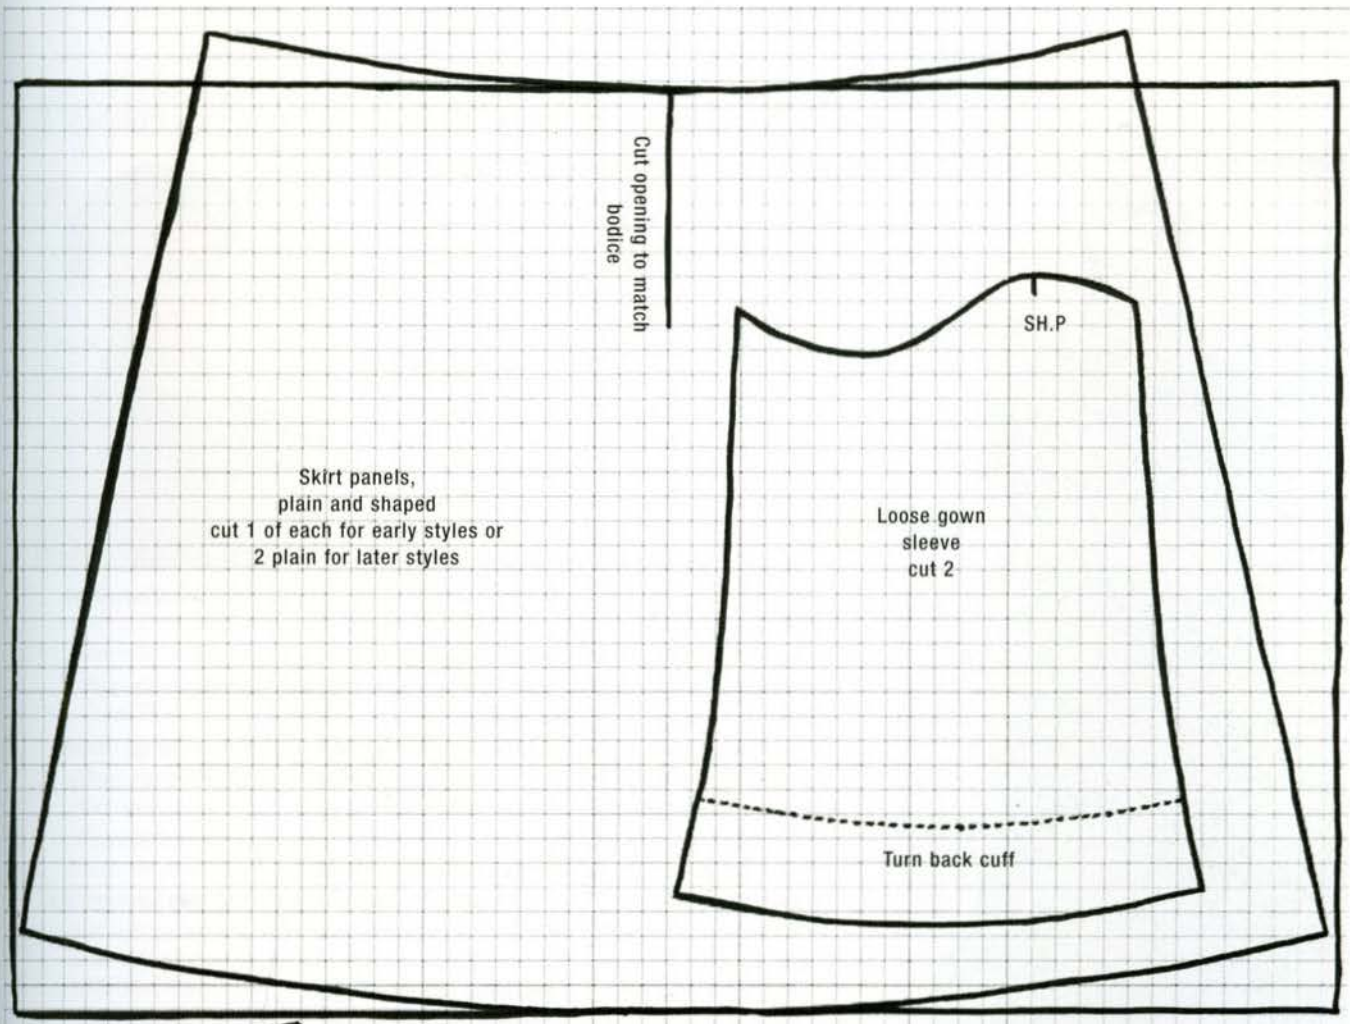 Cut opening to match
bodice
SH.P
Skirt panels,
plain and shaped
cut 1 of each for early styles or
2 plain for later styles
Loose gown
sleeve
cut 2
Turn back cuff